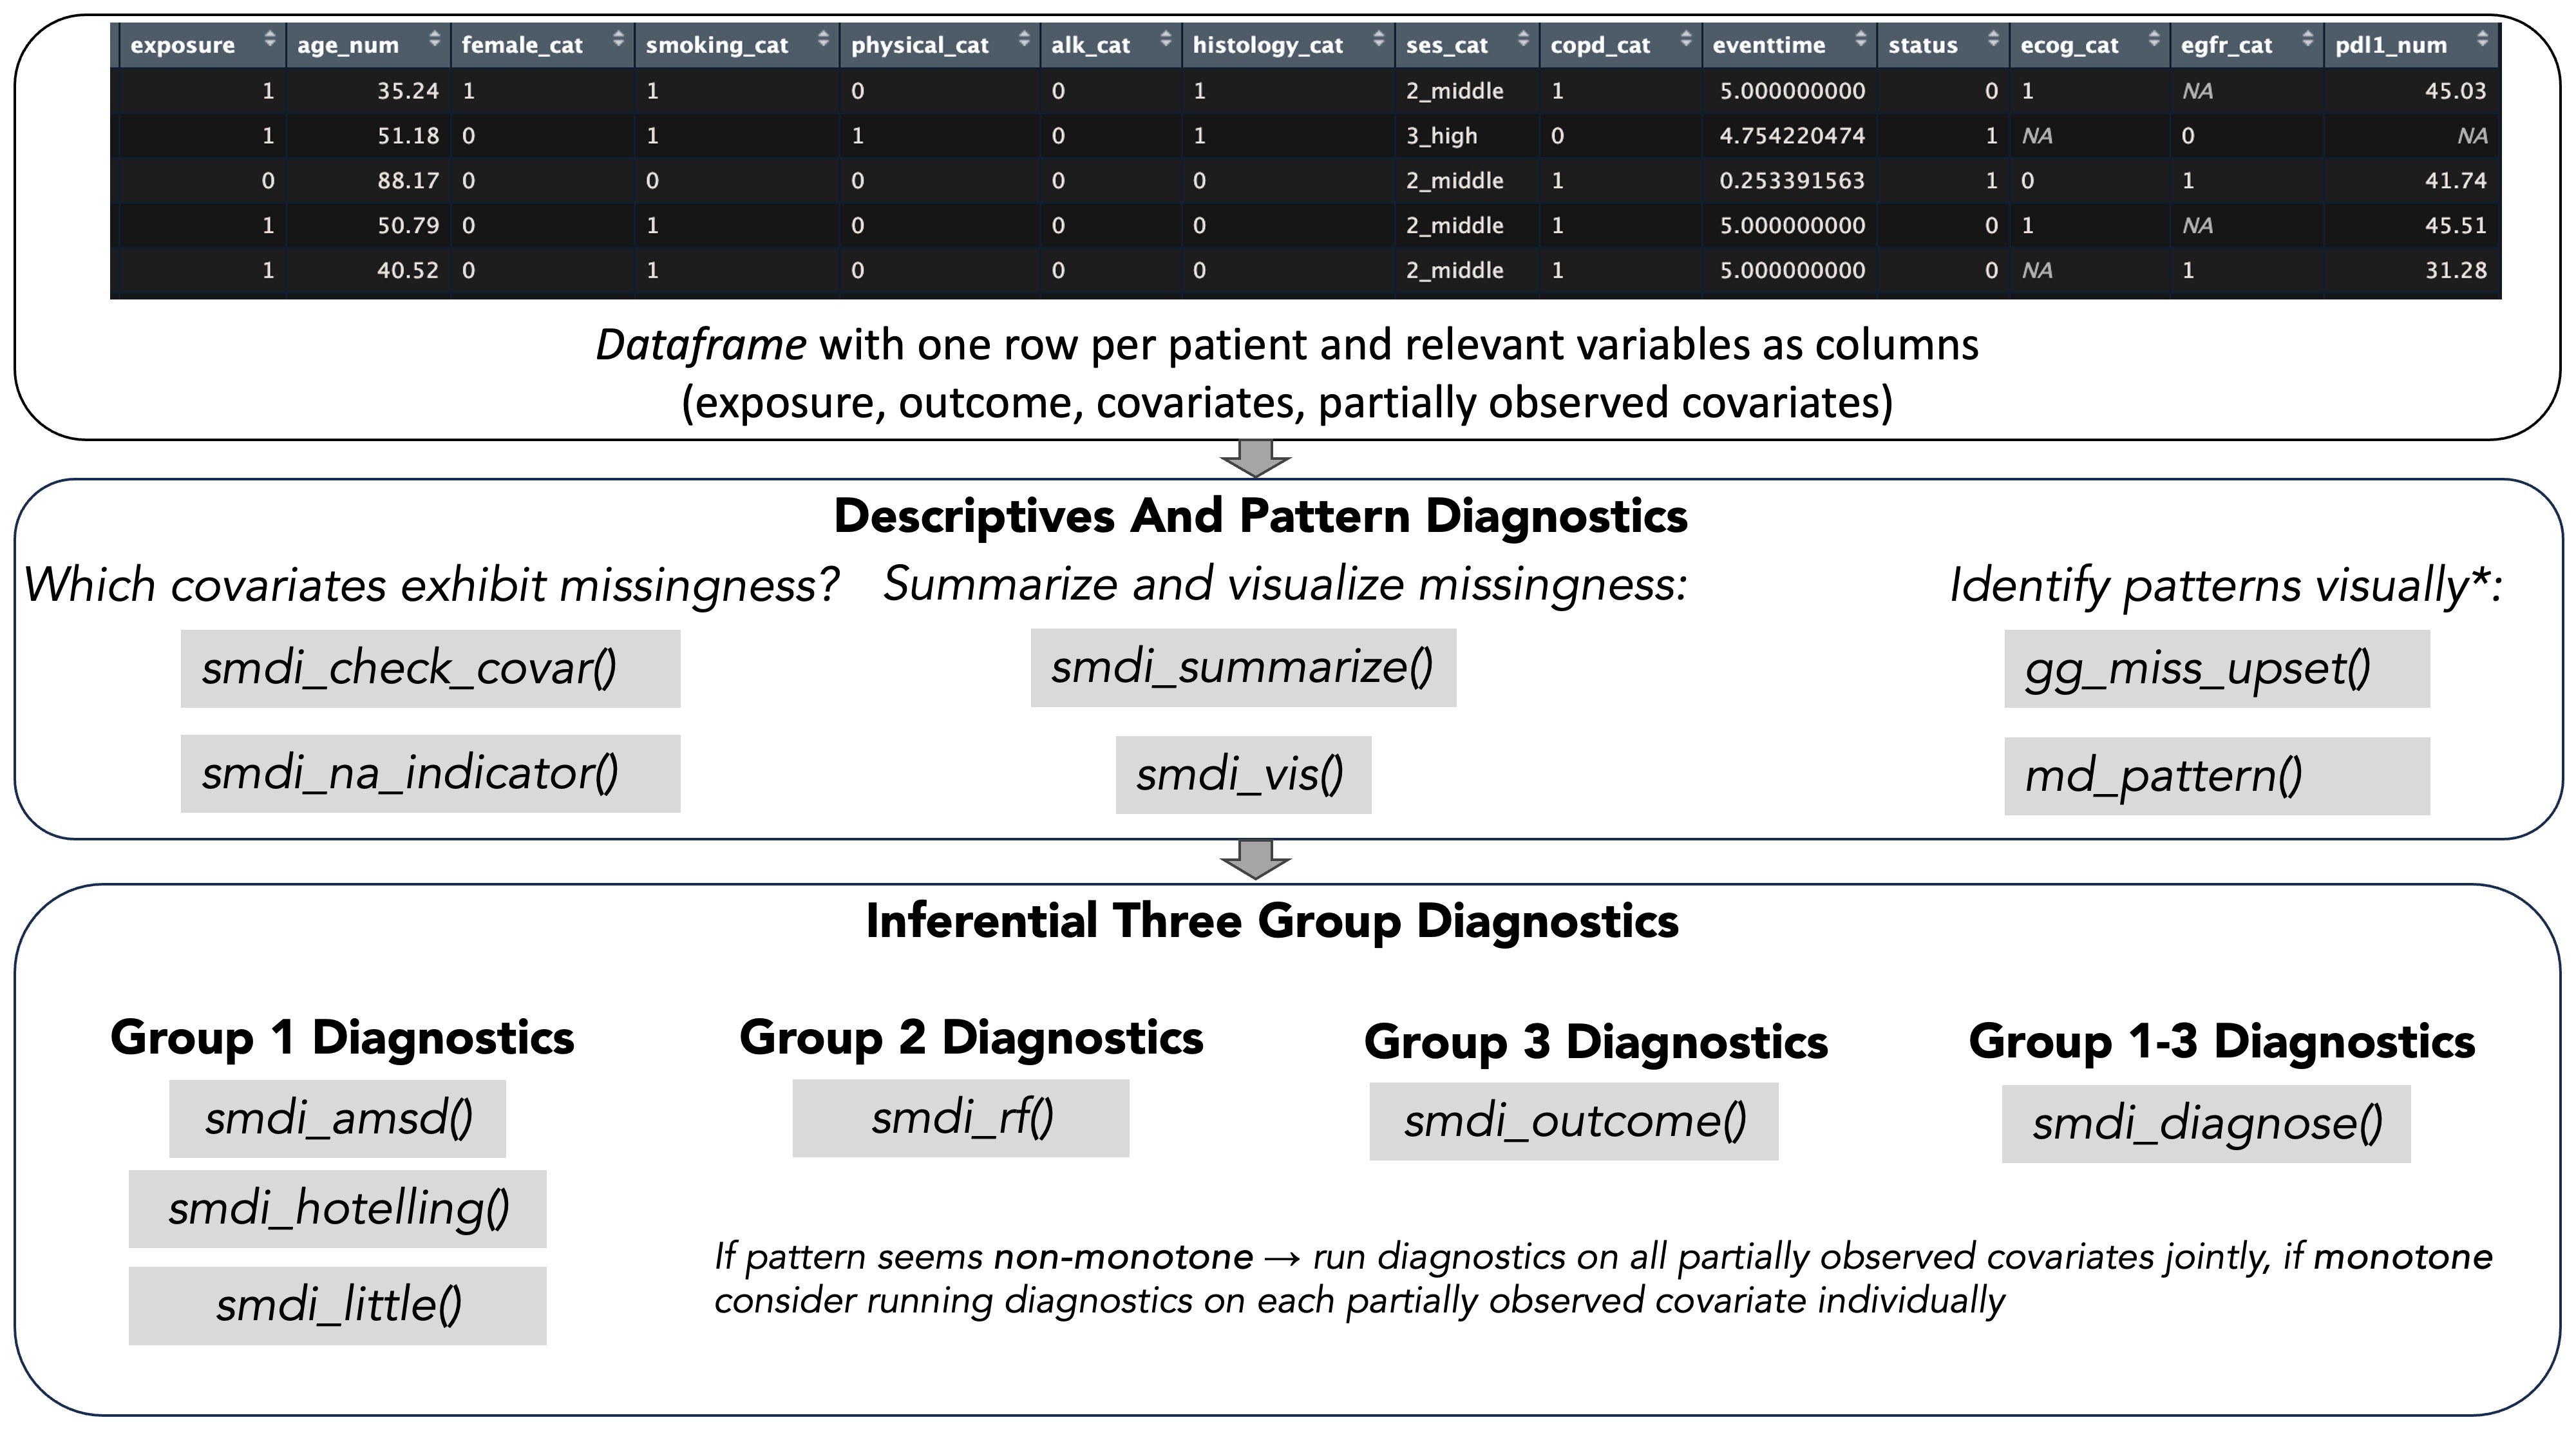 exposure age_num female_cat smoking_cat physical_cat alk_cat histology_cat ses_cat copd_cat eventtime status ecog_cat egfr_cat pdl1_num
1 35.24 1 1 0 0 1 2_middle 1 5.000000000 0 1 NA 45.03
1 51.18 0 1 1 0 1 3_high 0 4.754220474 1 NA 0 NA
0 88.17 0 0 0 0 0 2_middle 1 0.253391563 1 0 1 41.74
1 50.79 0 1 0 0 0 2_middle 1 5.000000000 0 1 NA 45.51
1 40.52 0 1 0 0 0 2_middle 1 5.000000000 0 NA 1 31.28
Dataframe with one row per patient and relevant variables as columns
(exposure, outcome, covariates, partially observed covariates)
Descriptives And Pattern Diagnostics
Which covariates exhibit missingness?
smdi_check_covar()
smdi_na_indicator()
Summarize and visualize missingness:
smdi_summarize()
smdi_vis()
Identify patterns visually*:
gg_miss_upset()
md_pattern()
Inferential Three Group Diagnostics
Group 1 Diagnostics
smdi_amsd()
smdi_hotelling()
smdi_little()
Group 2 Diagnostics
smdi_rf()
Group 3 Diagnostics
smdi_outcome()
Group 1-3 Diagnostics
smdi_diagnose()
If pattern seems non-monotone → run diagnostics on all partially observed covariates jointly, if monotone
consider running diagnostics on each partially observed covariate individually